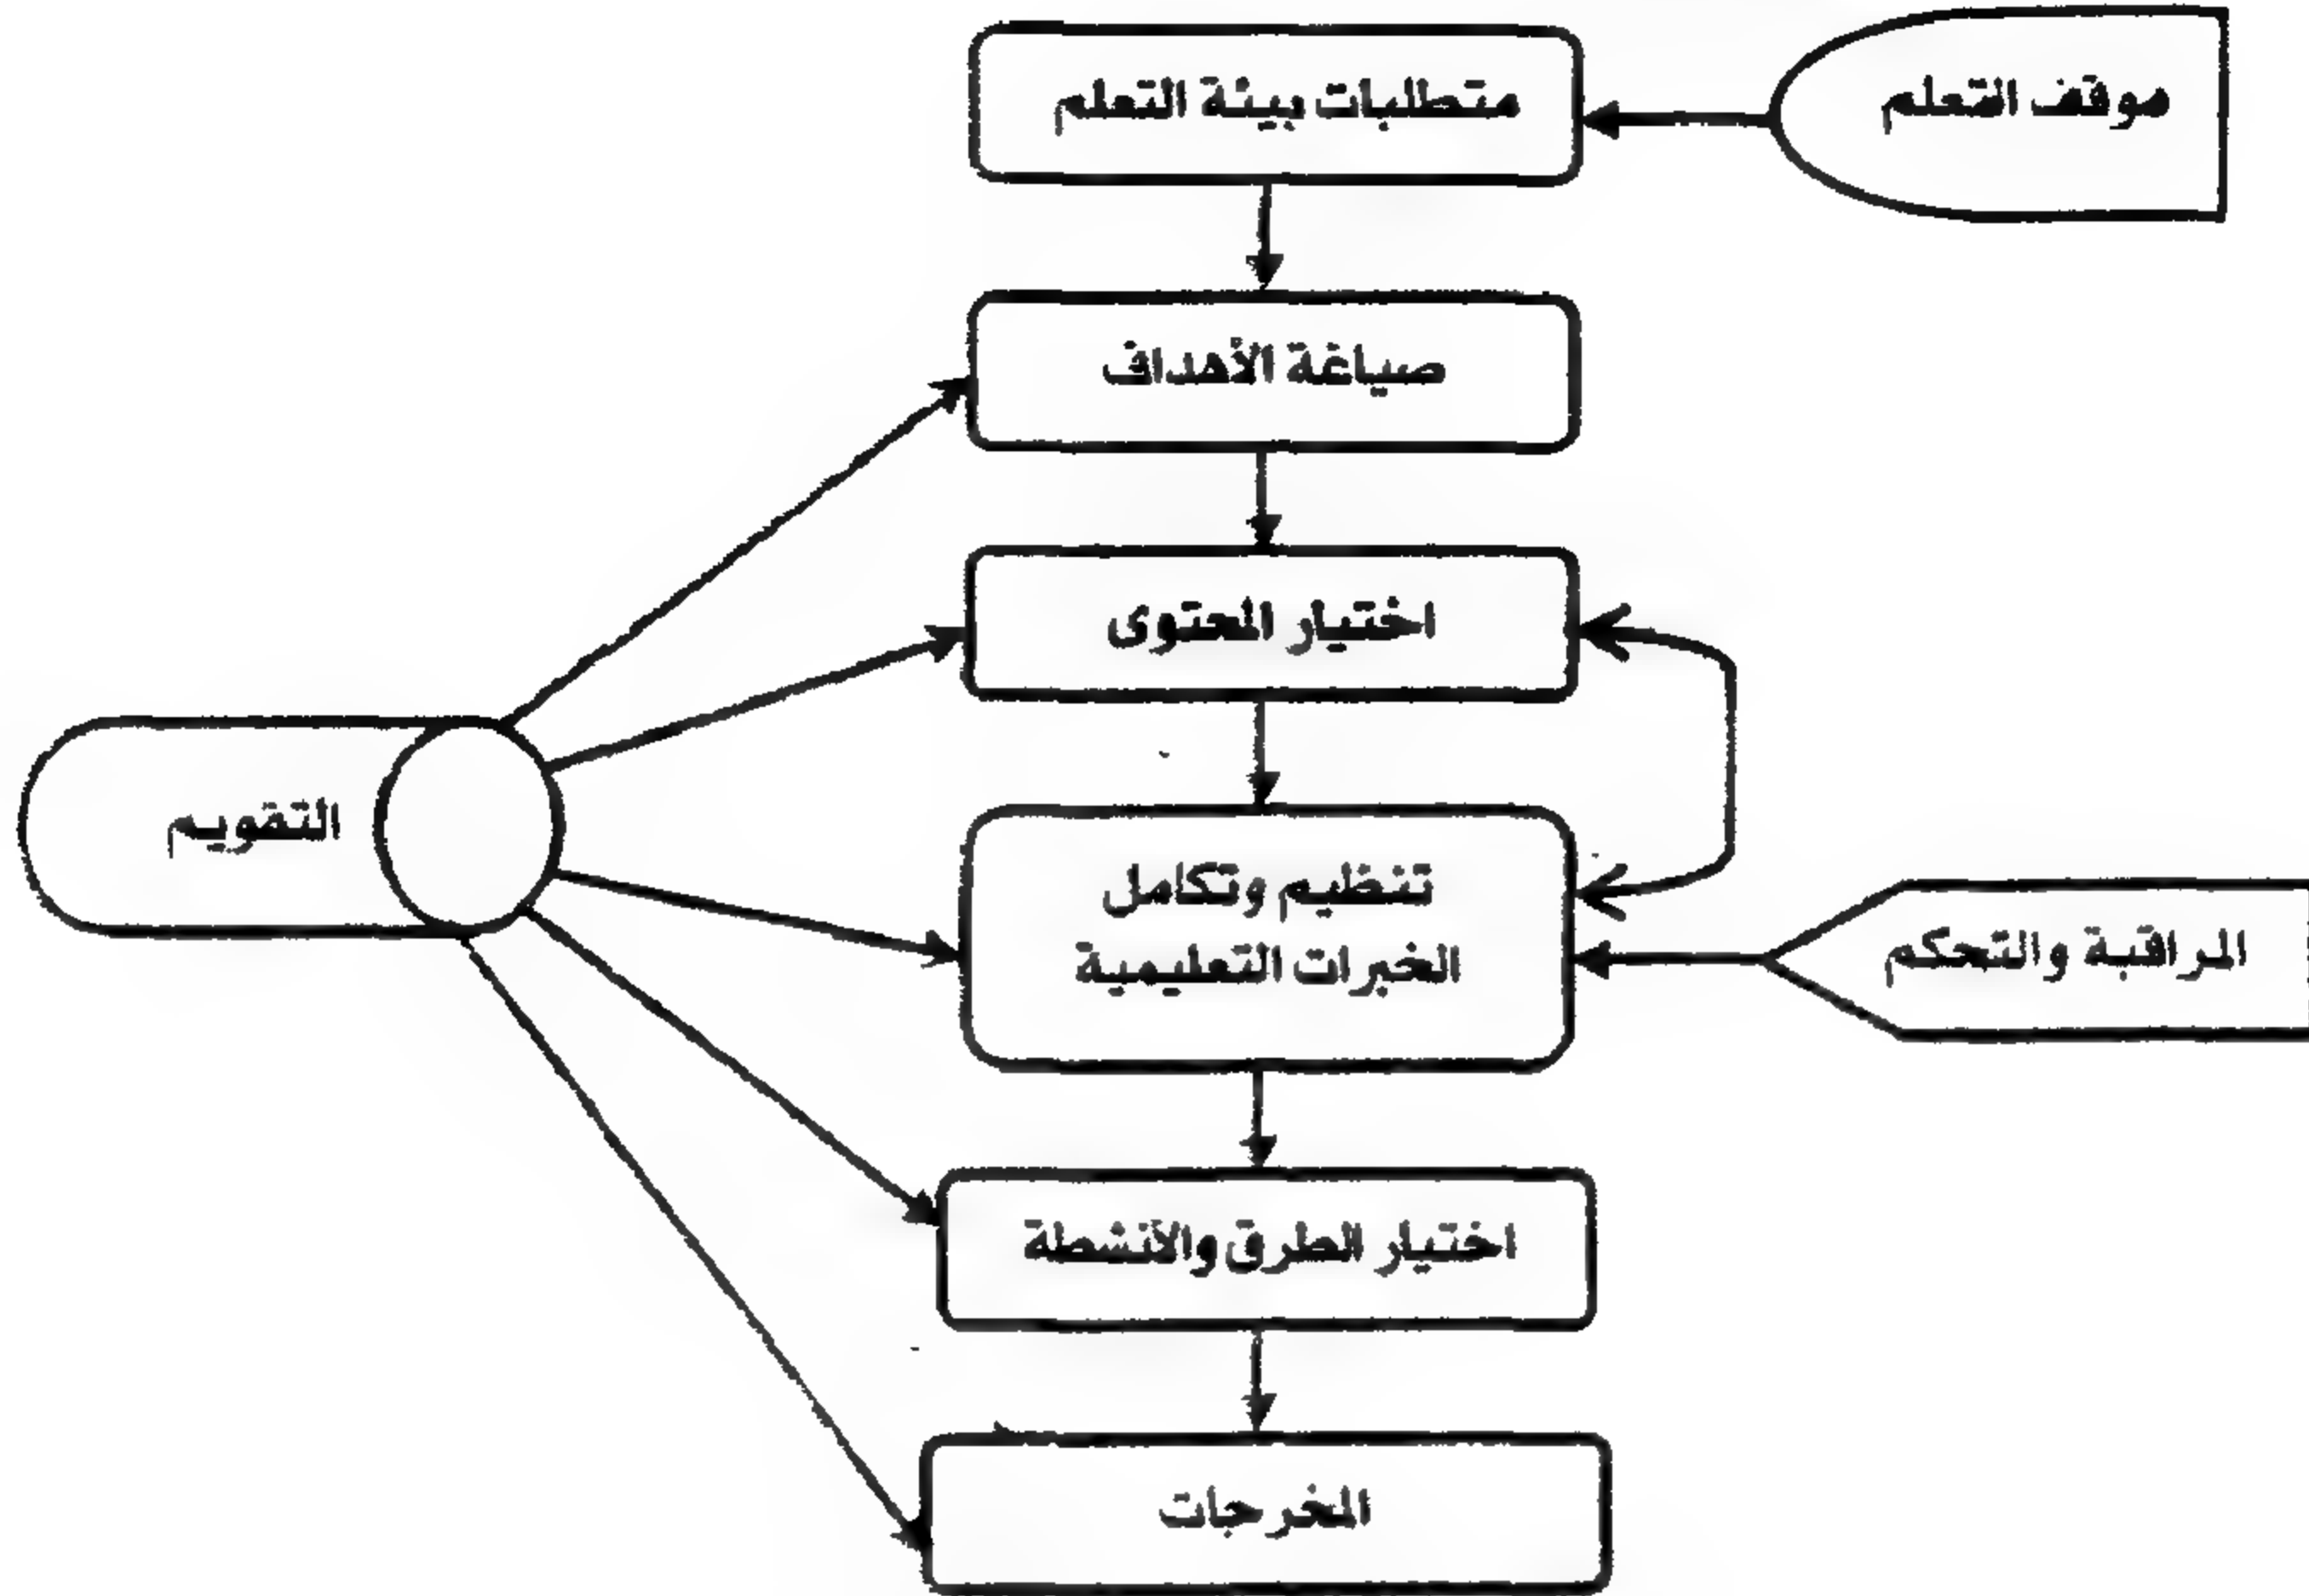 موقف التعلم
متطلبات بيئة التعلم
صياغة الأهداف
اختيار المحتوى
تنظيم وتكامل
الخبرات التعليمية
المراقبة والتحكم
التقويم
اختيار الطرق والأنشطة
المخرجات